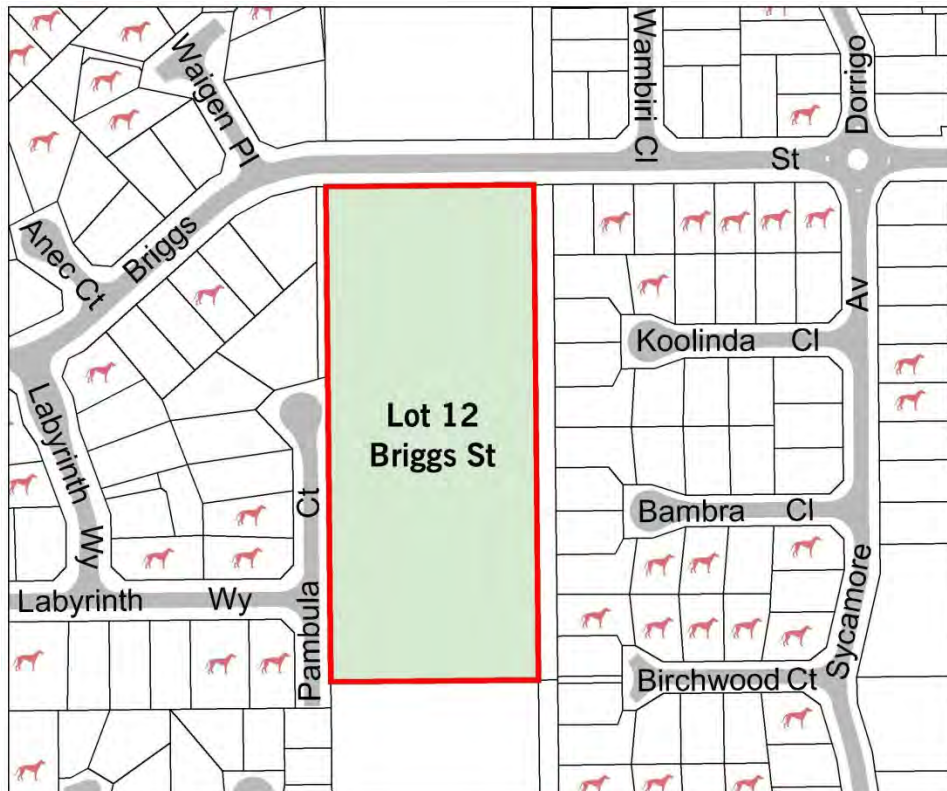 Waigen Pl
Wambiri Cl
Dorrigo
St
Anec Ct
Briggs
Av
Koolinda Cl
Labyrinth
Wy
Lot 12
Briggs St
Ct
Bambra Cl
Sycamore
Labyrinth Wy
Pambula
Birchwood Ct